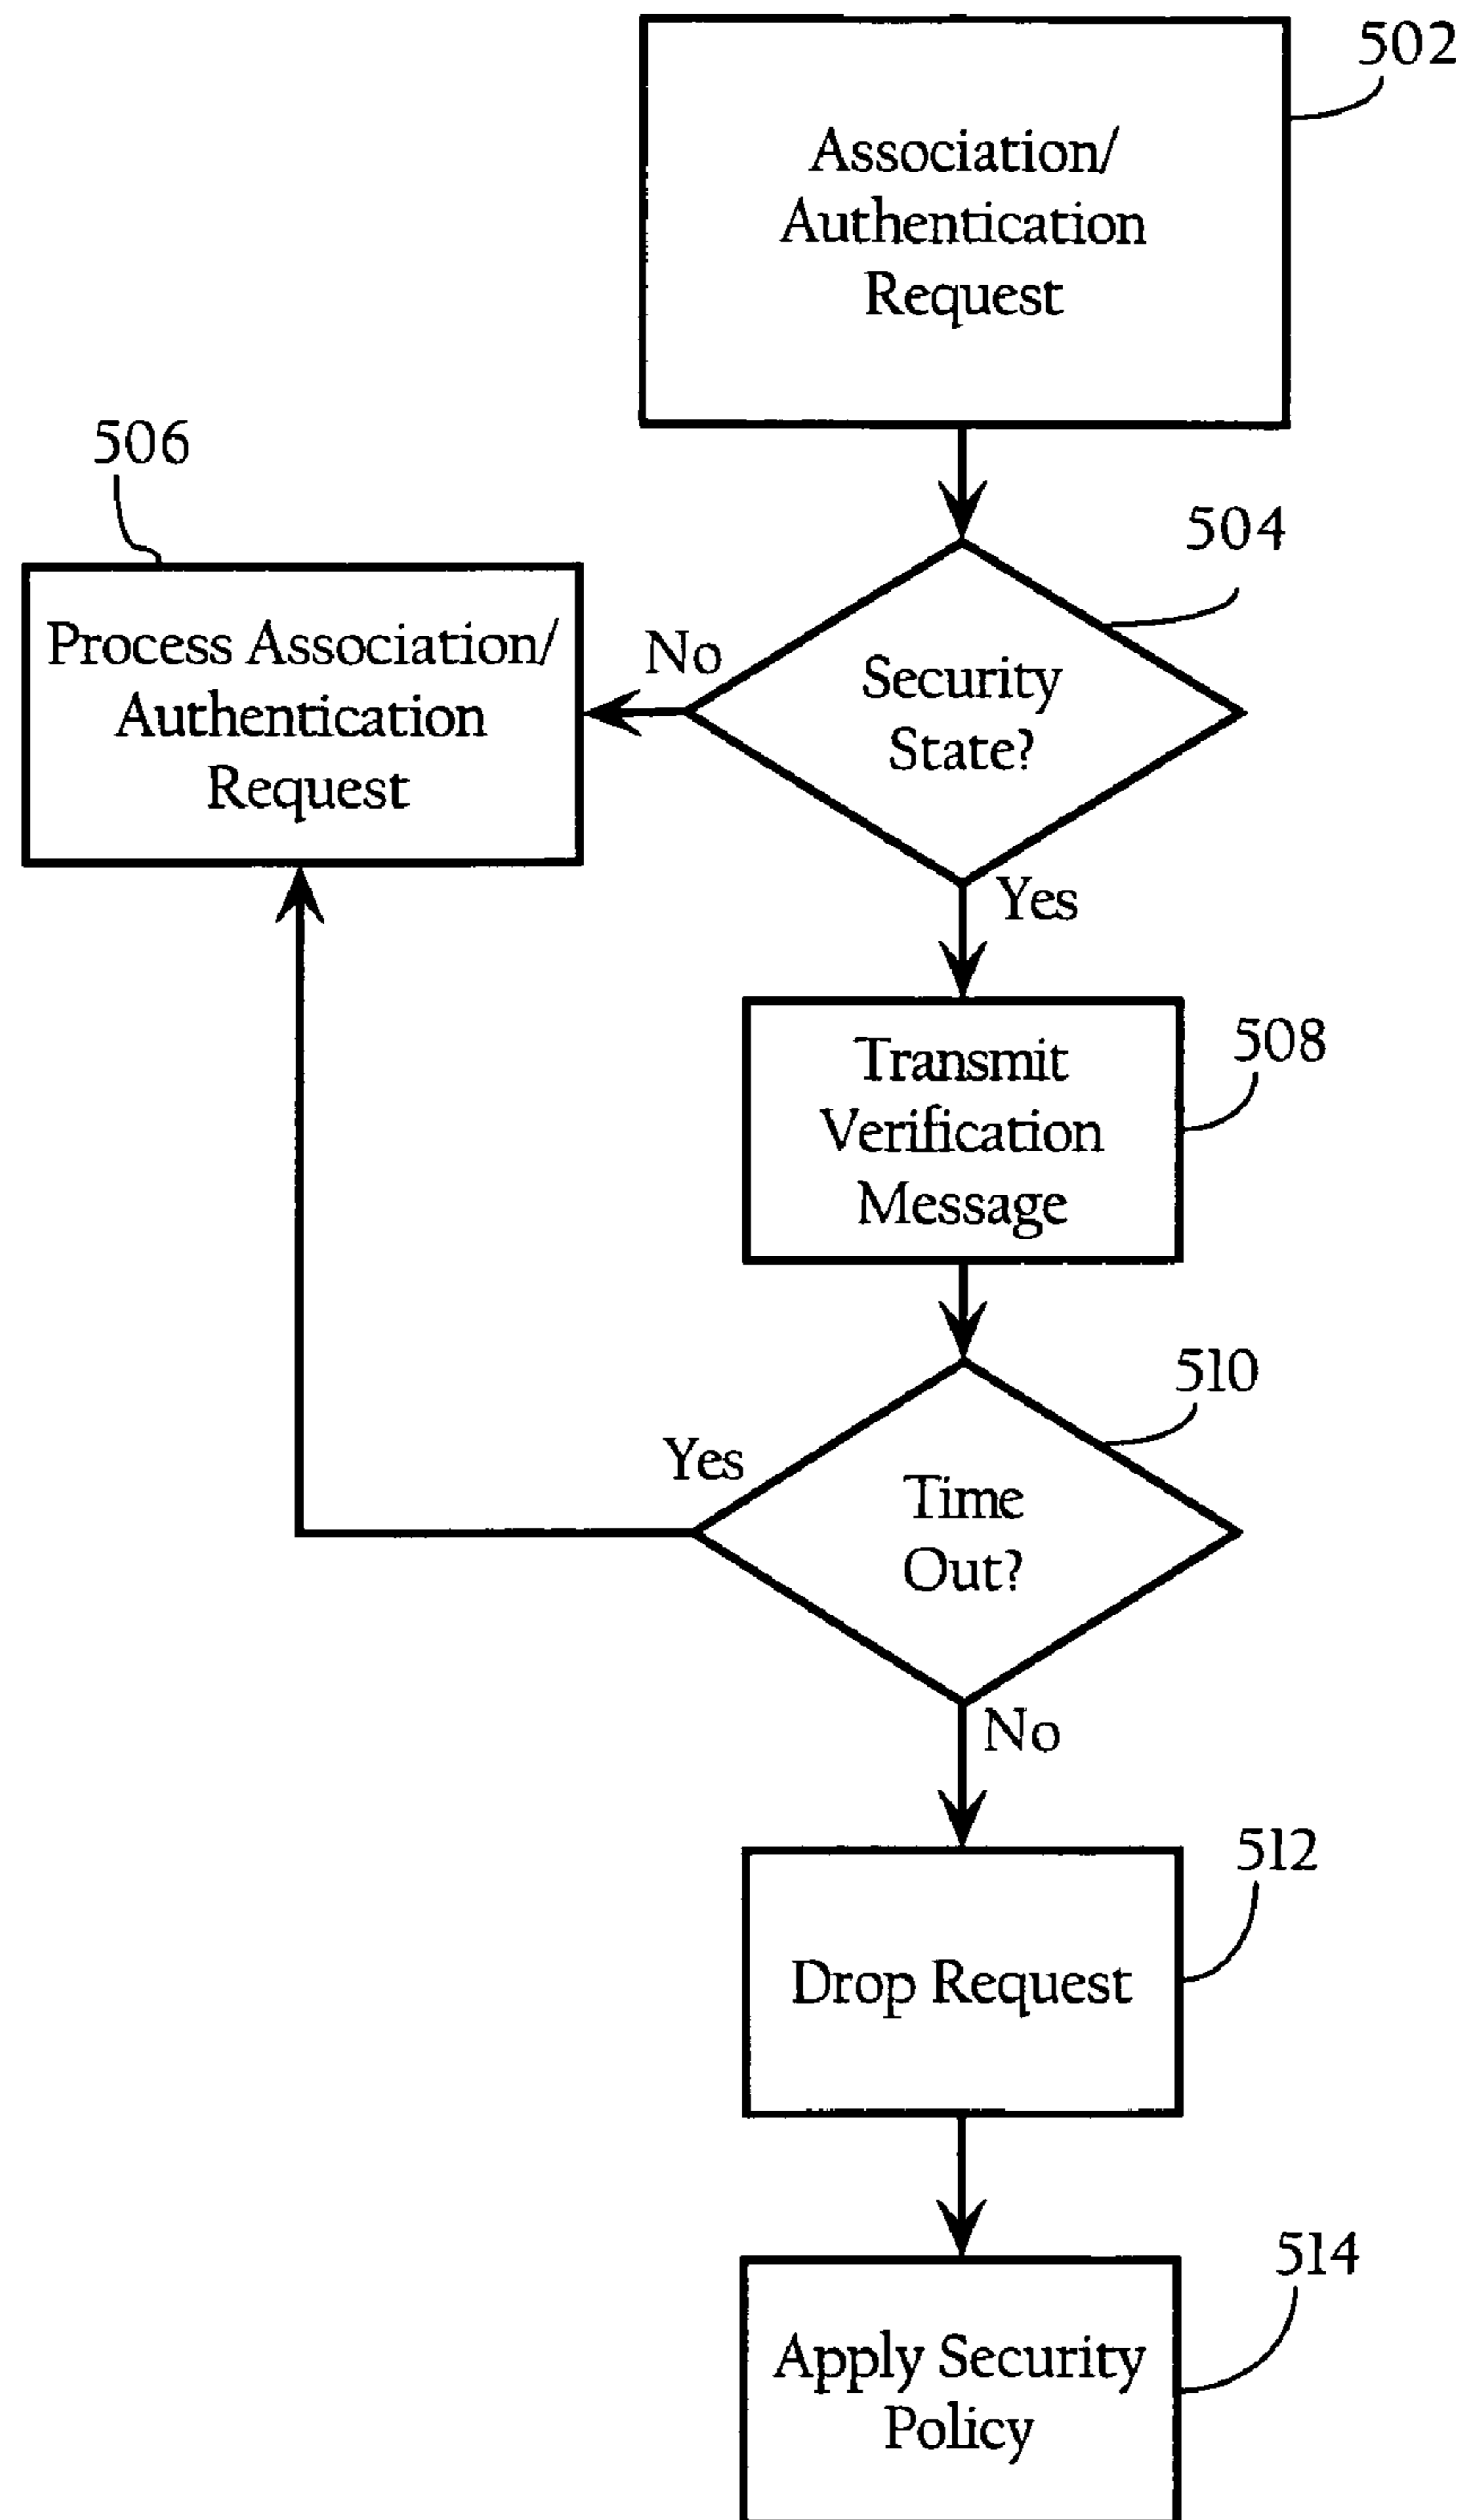 502
Association/
Authentication
Request
506
504
Process Association/
Authentication
Request
No
Security
State?
Yes
508
Transmit
Verification
Message
510
Yes
Time
Out?
No
512
Drop Request
514
Apply Security
Policy